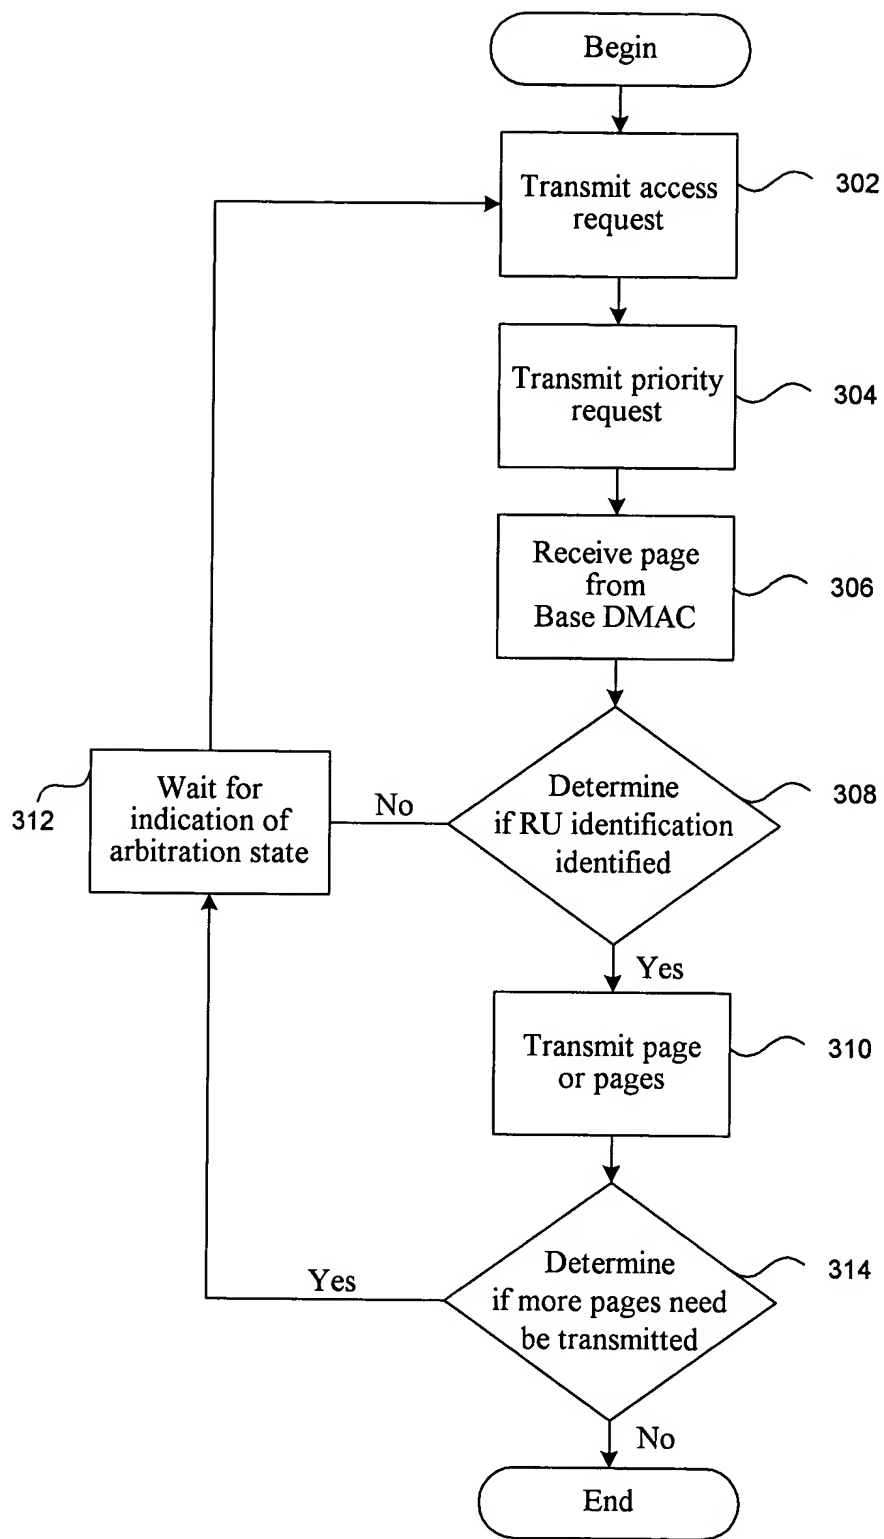 Begin
Transmit access
request
302
Transmit priority
request
304
Receive page
from
Base DMAC
306
Determine
if RU identification
identified
308
No
Wait for
indication of
arbitration state
312
Yes
Transmit page
or pages
310
Determine
if more pages need
be transmitted
314
Yes
No
End